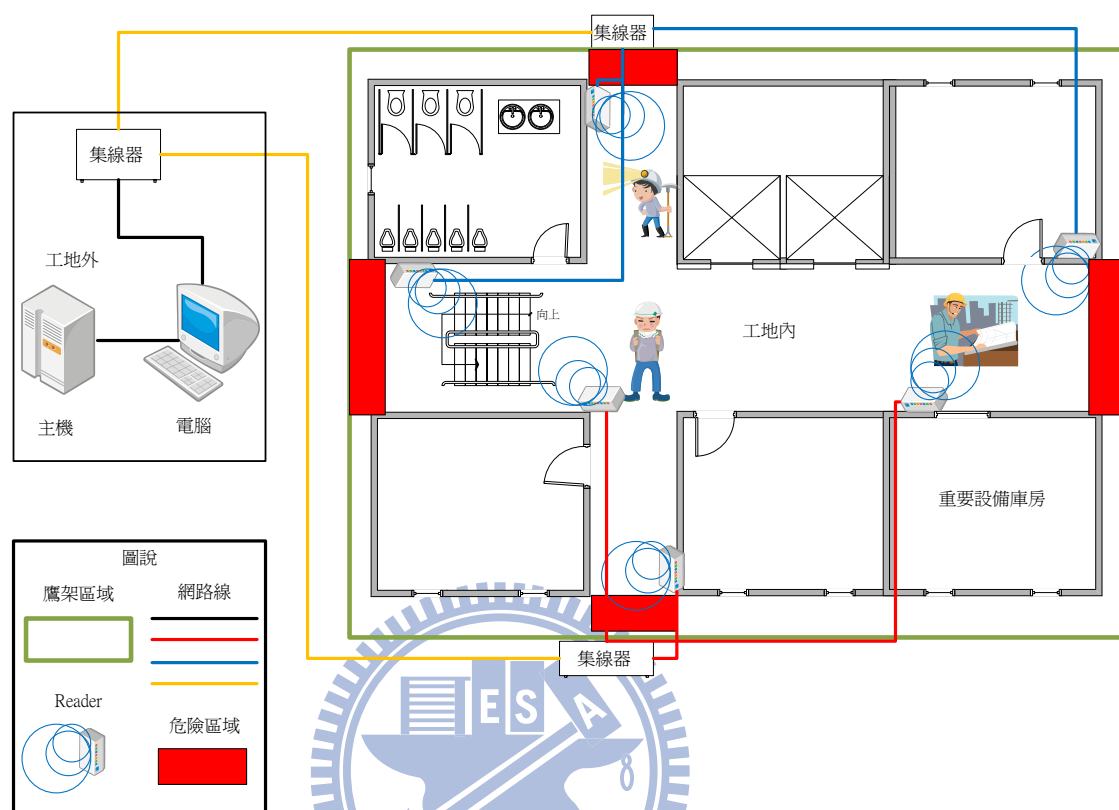 集線器
集線器
工地外
向上
工地內
主機
電腦
重要設備庫房
圖說
鷹架區域
網路線
集線器
Reader
危險區域
E S A
8